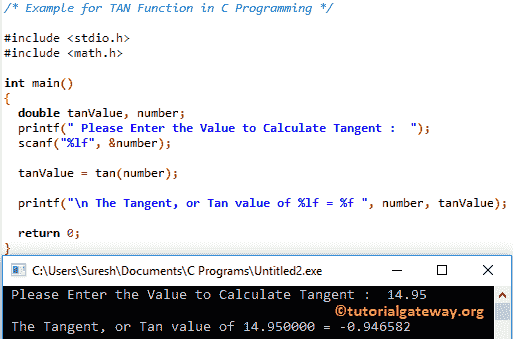 /* Example for TAN Function in C Programming */
#include <stdio.h>
#include <math.h>
int main()
{
double tanValue, number;
printf(" Please Enter the Value to Calculate Tangent :  ");
scanf("%lf", &number);
tanValue = tan(number);
printf("\n The Tangent, or Tan value of %lf = %f ", number, tanValue);
return 0;
}
C:\Users\Suresh\Documents\C Programs\Untitled2.exe
Please Enter the Value to Calculate Tangent :  14.95
©tutorialgateway.org
The Tangent, or Tan value of 14.950000 = -0.946582